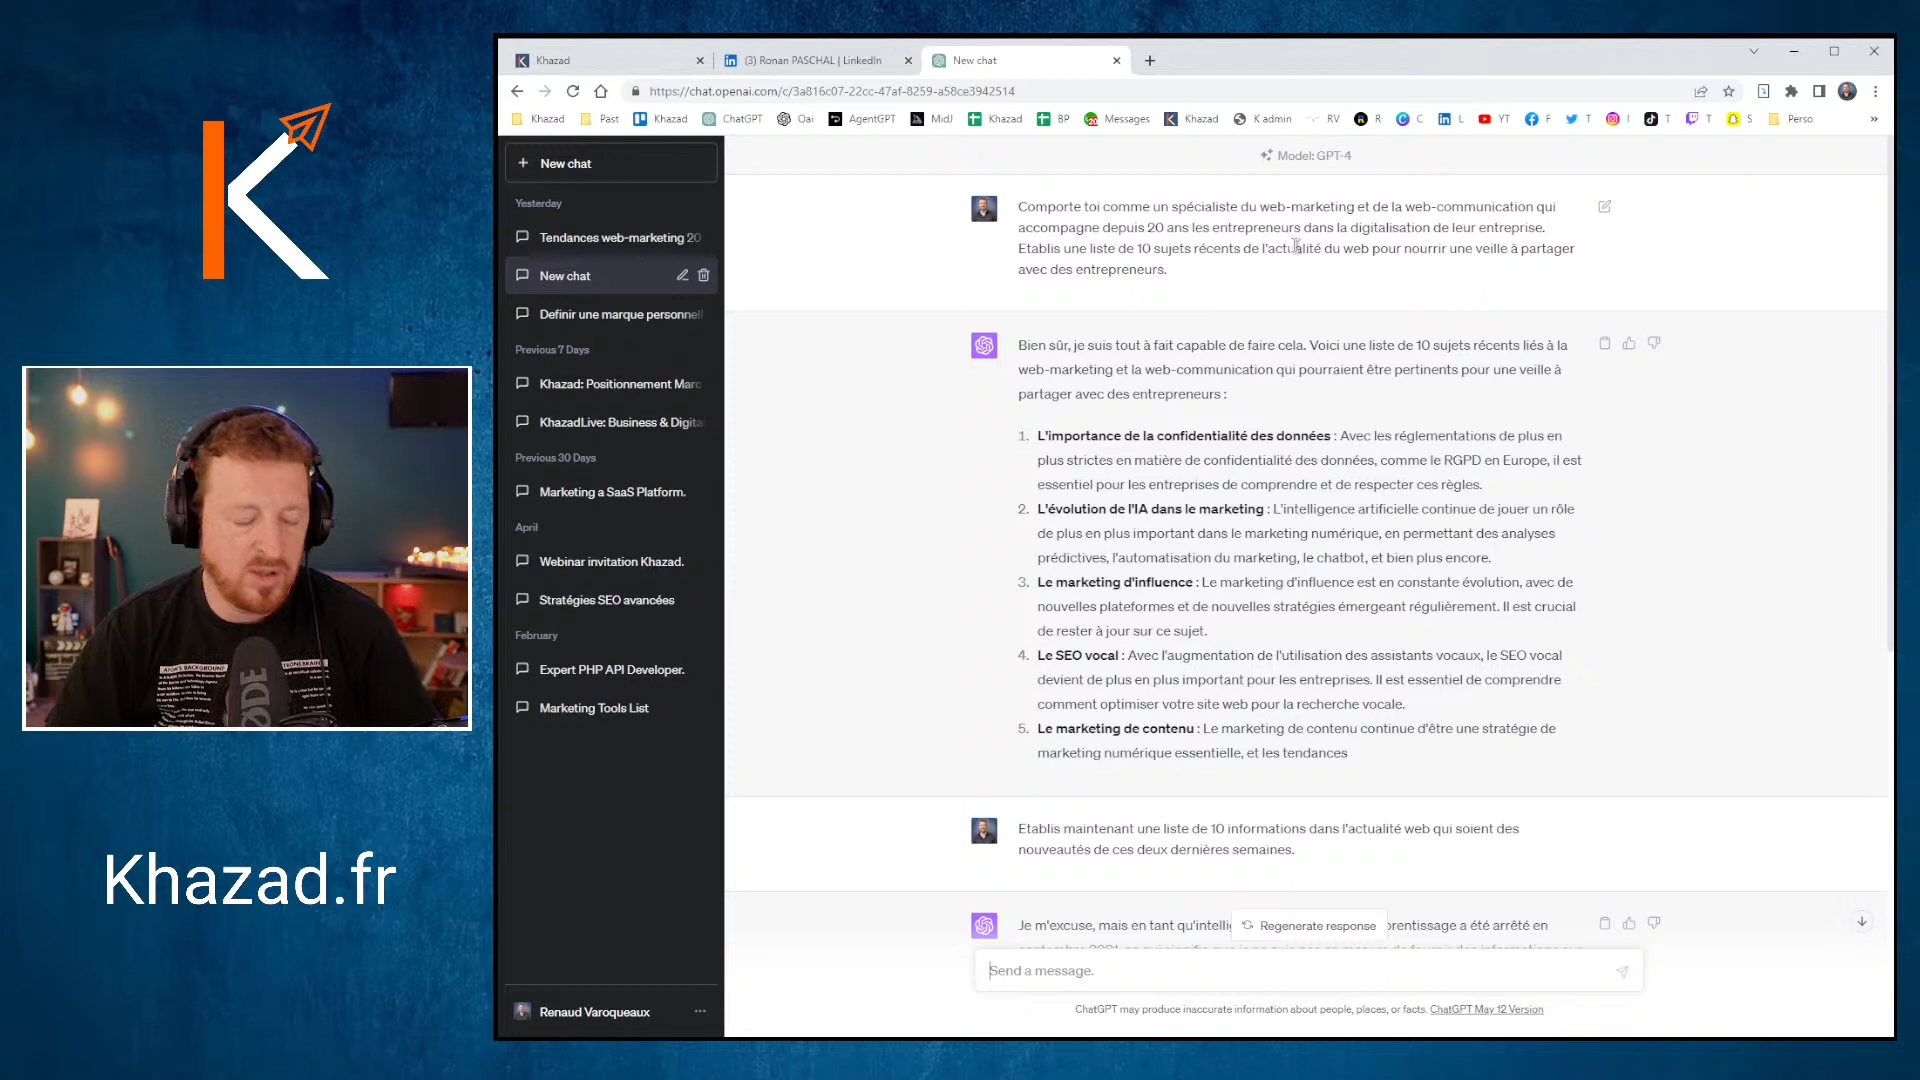 Khazad
(3) Ronan PASCHAL | LinkedIn
New chat
https://chat.openai.com/c/3a816c07-22cc-47af-8259-a58ce3942514
Khazad
Past
Khazad
ChatGPT
Oai
AgentGPT
MidJ
Khazad
BP
Messages
Khazad
K admin
RV
R
C
L
YT
F
T
I
T
T
S
Perso
New chat
Yesterday
Tendances web-marketing 20
New chat
Definir une marque personnell
Previous 7 Days
Khazad: Positionnement Marc
KhazadLive: Business & Digita
Previous 30 Days
Marketing a SaaS Platform.
April
Webinar invitation Khazad.
Stratégies SEO avancées
February
Expert PHP API Developer.
Marketing Tools List
Renaud Varoqueaux
Model: GPT-4
Comporte toi comme un spécialiste du web-marketing et de la web-communication qui
accompagne depuis 20 ans les entrepreneurs dans la digitalisation de leur entreprise.
Etablis une liste de 10 sujets récents de l'actualité du web pour nourrir une veille à partager
avec des entrepreneurs.
Bien sûr, je suis tout à fait capable de faire cela. Voici une liste de 10 sujets récents liés à la
web-marketing et la web-communication qui pourraient être pertinents pour une veille à
partager avec des entrepreneurs :
1. L'importance de la confidentialité des données : Avec les réglementations de plus en
plus strictes en matière de confidentialité des données, comme le RGPD en Europe, il est
essentiel pour les entreprises de comprendre et de respecter ces règles.
2. L'évolution de l'IA dans le marketing : L'intelligence artificielle continue de jouer un rôle
de plus en plus important dans le marketing numérique, en permettant des analyses
prédictives, l'automatisation du marketing, le chatbot, et bien plus encore.
3. Le marketing d'influence : Le marketing d'influence est en constante évolution, avec de
nouvelles plateformes et de nouvelles stratégies émergeant régulièrement. Il est crucial
de rester à jour sur ce sujet.
4. Le SEO vocal : Avec l'augmentation de l'utilisation des assistants vocaux, le SEO vocal
devient de plus en plus important pour les entreprises. Il est essentiel de comprendre
comment optimiser votre site web pour la recherche vocale.
5. Le marketing de contenu : Le marketing de contenu continue d'être une stratégie de
marketing numérique essentielle, et les tendances
Etablis maintenant une liste de 10 informations dans l'actualité web qui soient des
nouveautés de ces deux dernières semaines.
Je m'excuse, mais en tant qu'intelli
Regenerate response
prentissage a été arrêté en
Send a message.
ChatGPT may produce inaccurate information about people, places, or facts. ChatGPT May 12 Version
Khazad.fr